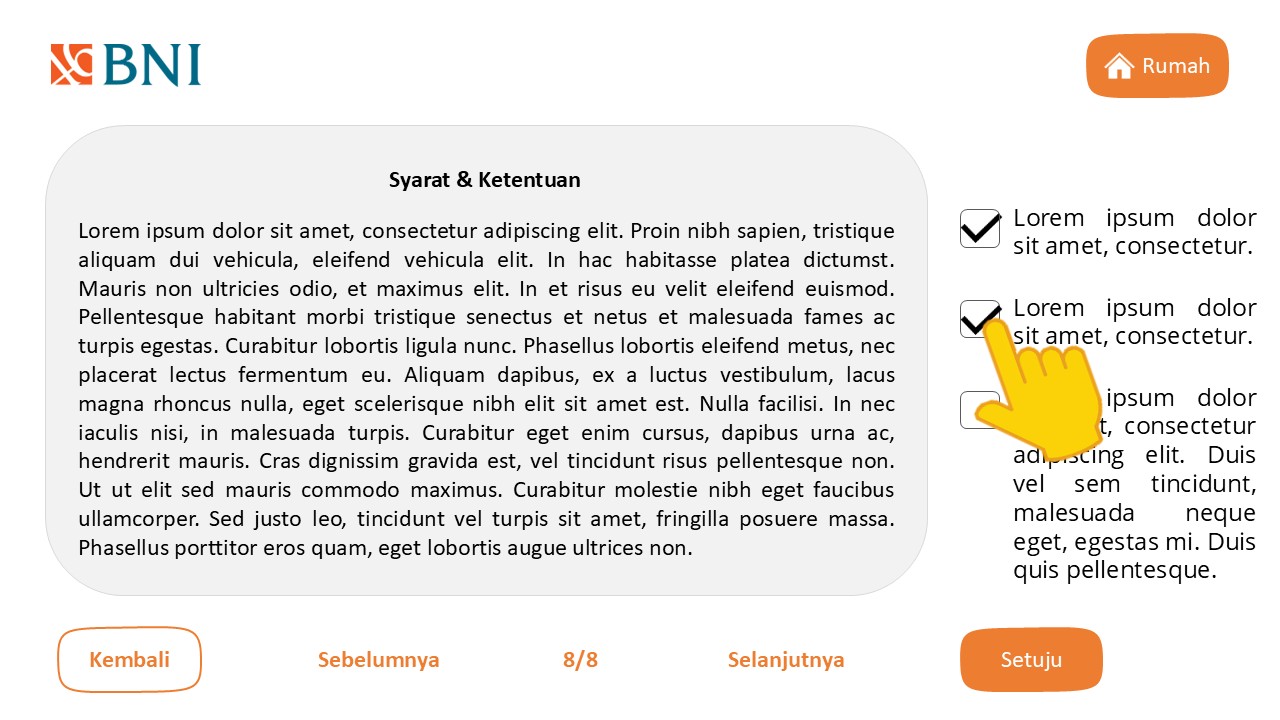 BNI
Rumah
Syarat & Ketentuan
Lorem ipsum dolor sit amet, consectetur adipiscing elit. Proin nibh sapien, tristique
aliquam dui vehicula, eleifend vehicula elit. In hac habitasse platea dictumst.
Mauris non ultricies odio, et maximus elit. In et risus eu velit eleifend euismod.
Pellentesque habitant morbi tristique senectus et netus et malesuada fames ac
turpis egestas. Curabitur lobortis ligula nunc. Phasellus lobortis eleifend metus, nec
placerat lectus fermentum eu. Aliquam dapibus, ex a luctus vestibulum, lacus
magna rhoncus nulla, eget scelerisque nibh elit sit amet est. Nulla facilisi. In nec
iaculis nisi, in malesuada turpis. Curabitur eget enim cursus, dapibus urna ac,
hendrerit mauris. Cras dignissim gravida est, vel tincidunt risus pellentesque non.
Ut ut elit sed mauris commodo maximus. Curabitur molestie nibh eget faucibus
ullamcorper. Sed justo leo, tincidunt vel turpis sit amet, fringilla posuere massa.
Phasellus porttitor eros quam, eget lobortis augue ultrices non.
Lorem ipsum dolor
sit amet, consectetur.
Lorem ipsum dolor
sit amet, consectetur.
ipsum dolor
consectetur
adipiscing elit. Duis
vel sem tincidunt,
malesuada neque
eget, egestas mi. Duis
quis pellentesque.
Kembali
Sebelumnya
8/8
Selanjutnya
Setuju